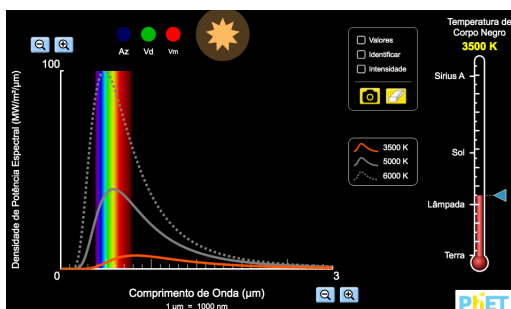 Az
Vd
Vm
Valores
Identificar
Intensidade
Temperatura de
Corpo Negro
3500 K
Sirius A
Sol
Lâmpada
Terra
100
Densidade de Potência Espectral (MW/m²/µm)
0
3
3500 K
5000 K
6000 K
Comprimento de Onda (µm)
1 µm = 1000 nm
PhET